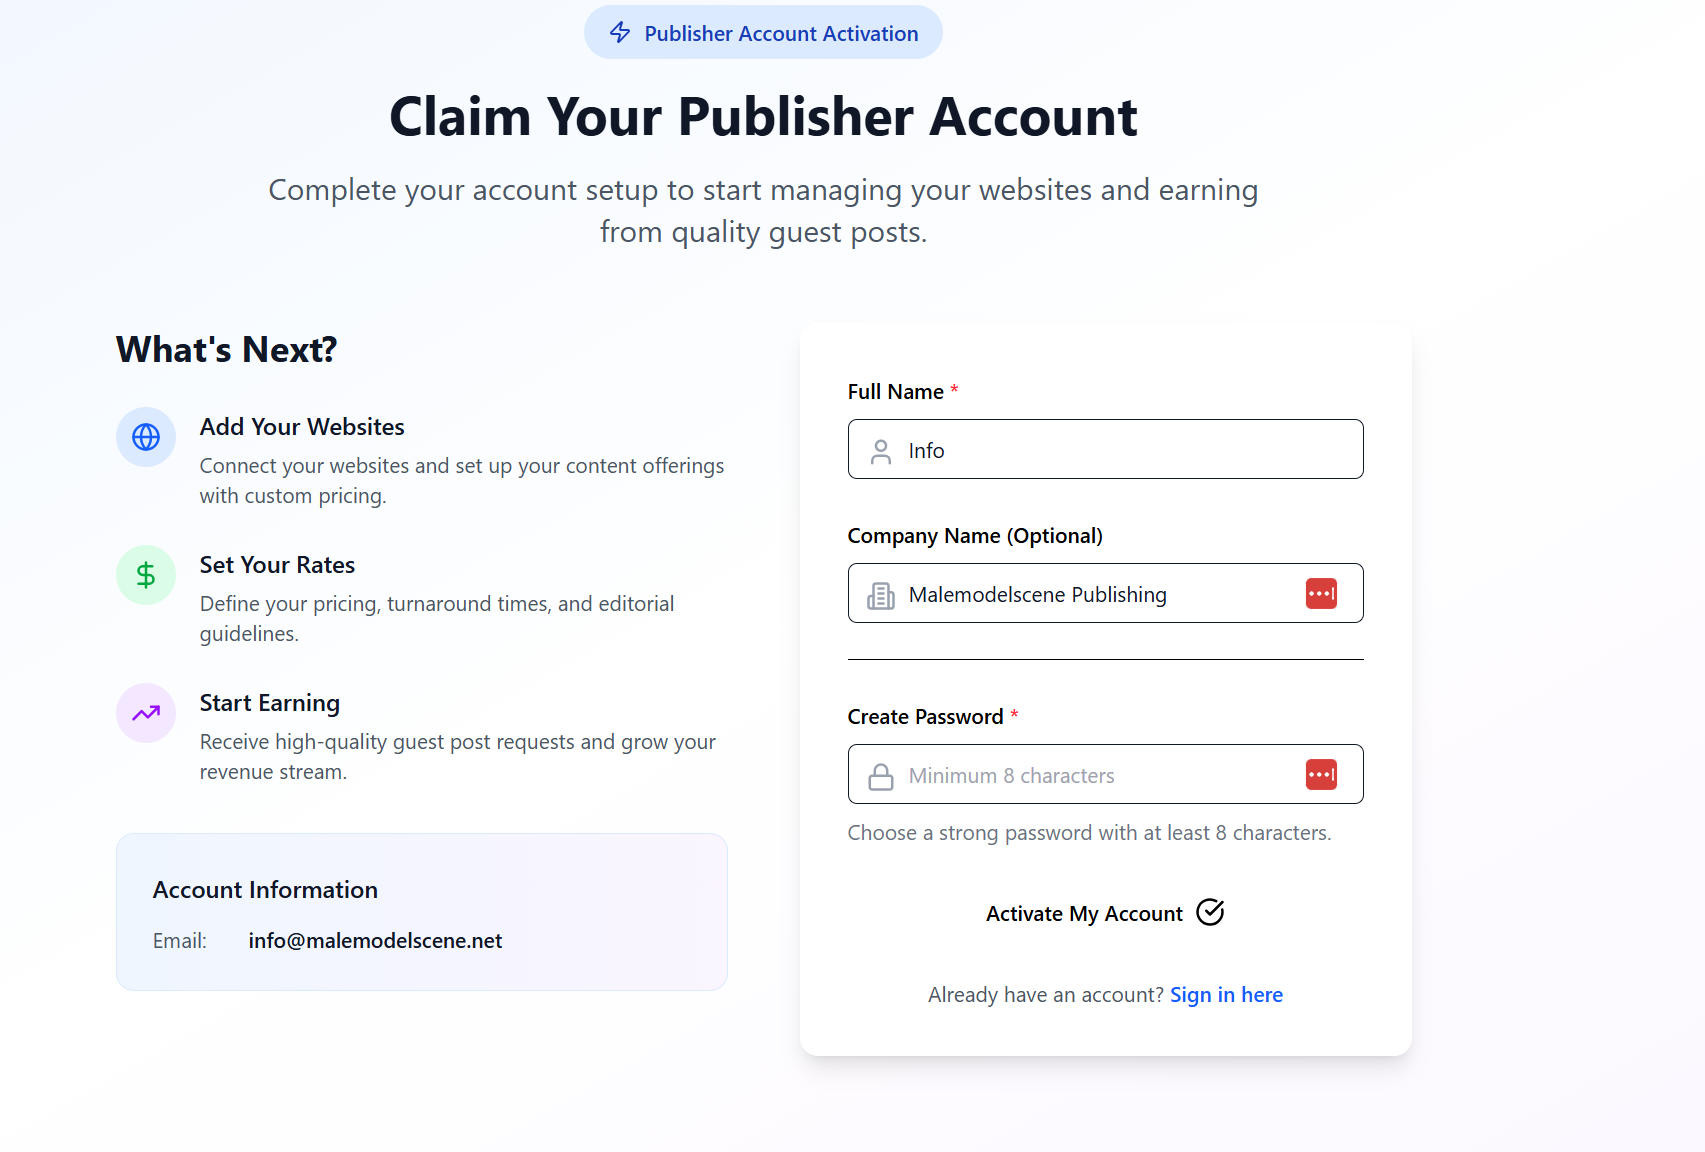 Publisher Account Activation
Claim Your Publisher Account
Complete your account setup to start managing your websites and earning
from quality guest posts.
What's Next?
Add Your Websites
Connect your websites and set up your content offerings
with custom pricing.
Set Your Rates
Define your pricing, turnaround times, and editorial
guidelines.
Start Earning
Receive high-quality guest post requests and grow your
revenue stream.
Account Information
Email: info@malemodelscene.net
Full Name *
Info
Company Name (Optional)
Malemodelscene Publishing
Create Password *
Minimum 8 characters
Choose a strong password with at least 8 characters.
Activate My Account
Already have an account? Sign in here